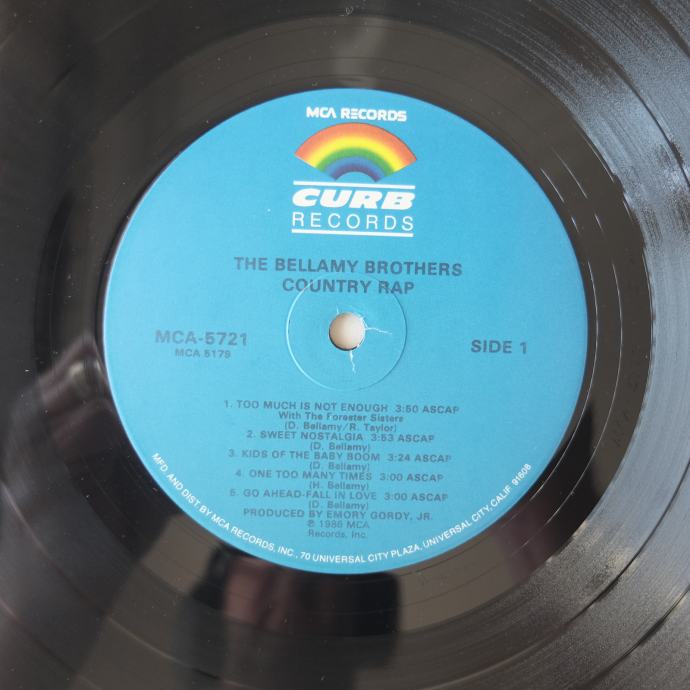 MCA RECORDS
CURB
RECORDS
THE BELLAMY BROTHERS
COUNTRY RAP
MCA-5721
MCA 5179
SIDE 1
1. TOO MUCH IS NOT ENOUGH 3:50 ASCAP
With The Forester Sisters
(D. Bellamy/R. Taylor)
2. SWEET NOSTALGIA 3:53 ASCAP
(D. Bellamy)
3. KIDS OF THE BABY BOOM 3:24 ASCAP
(D. Bellamy)
4. ONE TOO MANY TIMES 3:00 ASCAP
(H. Bellamy)
5. GO AHEAD-FALL IN LOVE 3:00 ASCAP
(D. Bellamy)
PRODUCED BY EMORY GORDY, JR.
℗ 1986 MCA
Records, Inc.
MFD AND DIST. BY MCA RECORDS, INC., 70 UNIVERSAL CITY PLAZA, UNIVERSAL CITY, CALIF. 91608